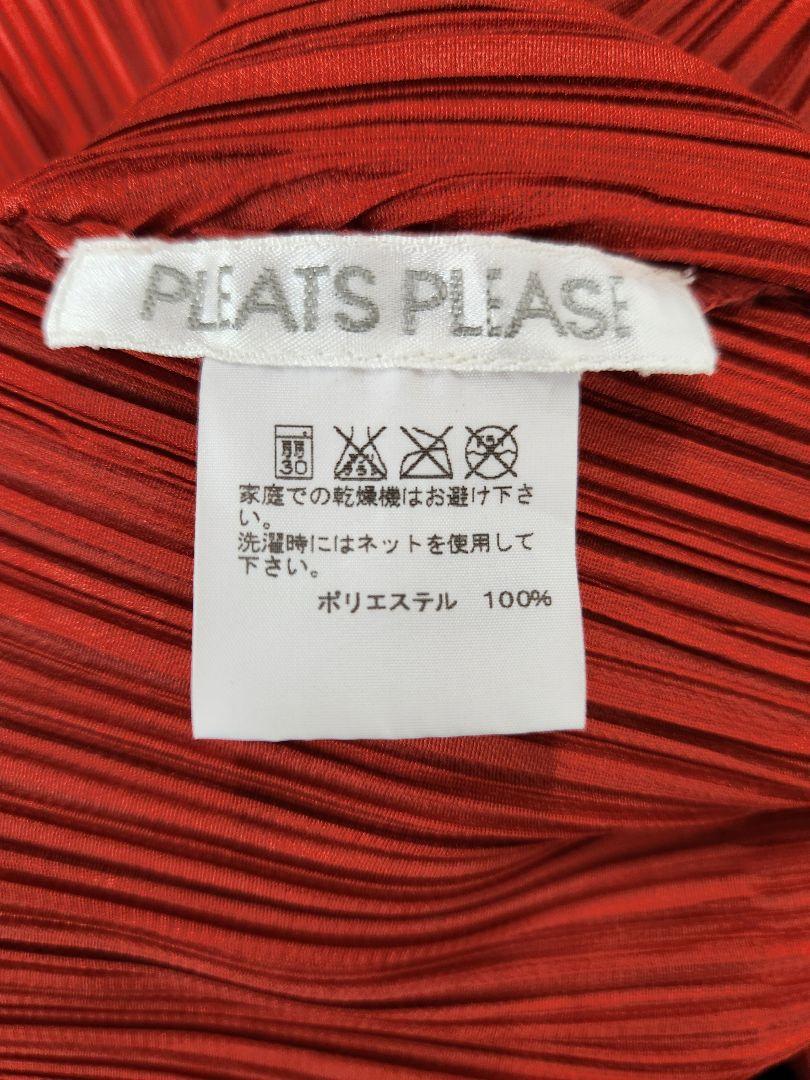 PLEATS PLEASE
弱
30
家庭での乾燥機はお避け下さ
い。
洗濯時にはネットを使用して
下さい。
ポリエステル 100%